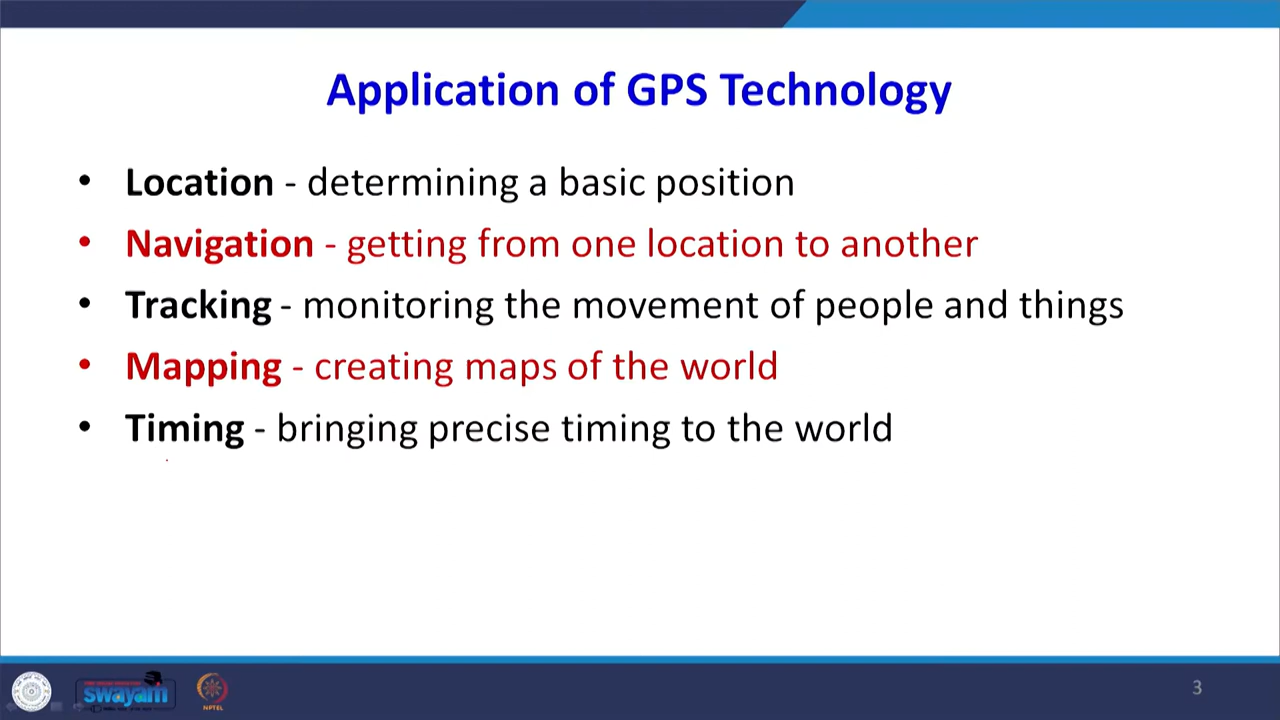 Application of GPS Technology
• Location - determining a basic position
• Navigation - getting from one location to another
• Tracking - monitoring the movement of people and things
• Mapping - creating maps of the world
• Timing - bringing precise timing to the world
swayam
NPTEL
3